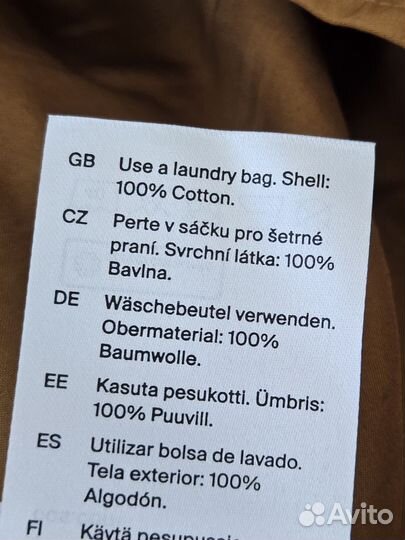 GB Use a laundry bag. Shell:
100% Cotton.
CZ Perte v sáčku pro šetrné
praní. Svrchní látka: 100%
Bavlna.
DE Wäschebeutel verwenden.
Obermaterial: 100%
Baumwolle.
EE Kasuta pesukotti. Ümbris:
100% Puuvill.
ES Utilizar bolsa de lavado.
Tela exterior: 100%
Algodón.
FI Käytä
Avito